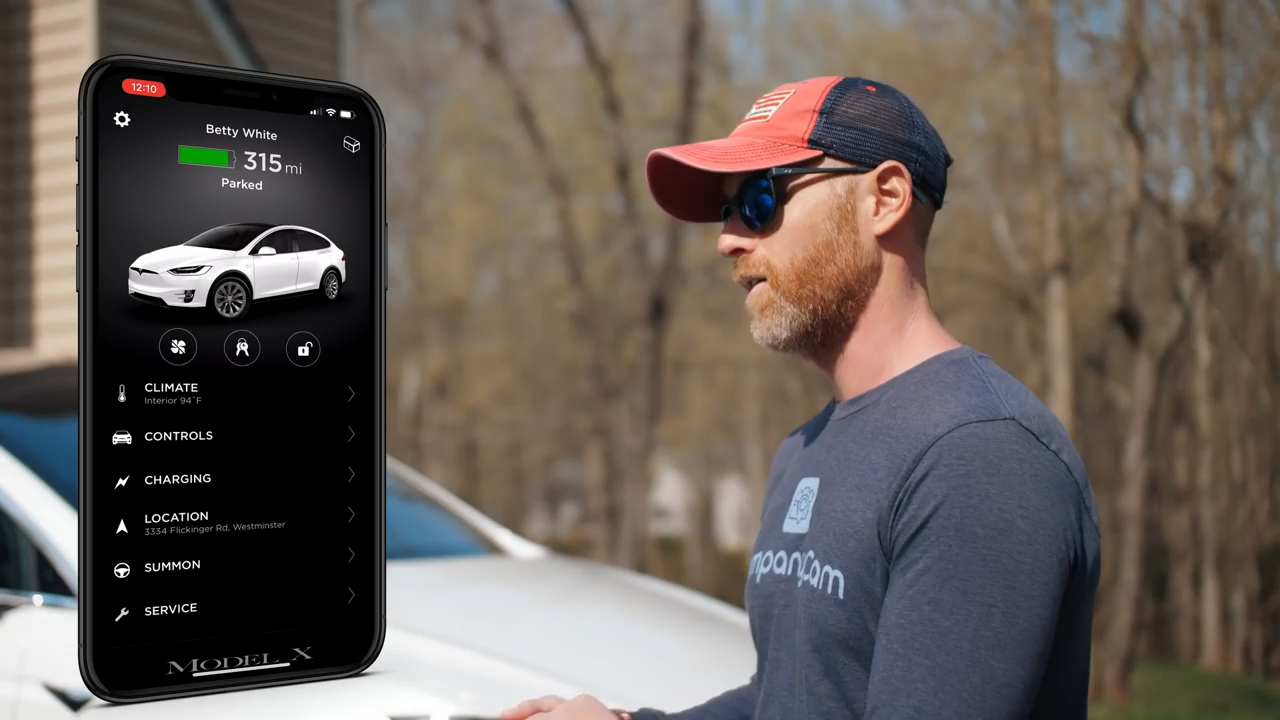 12:10
Betty White
315 mi
Parked
CLIMATE
Interior 94°F
CONTROLS
CHARGING
LOCATION
3334 Flickinger Rd, Westminster
SUMMON
SERVICE
MODEL X
mpanyCam